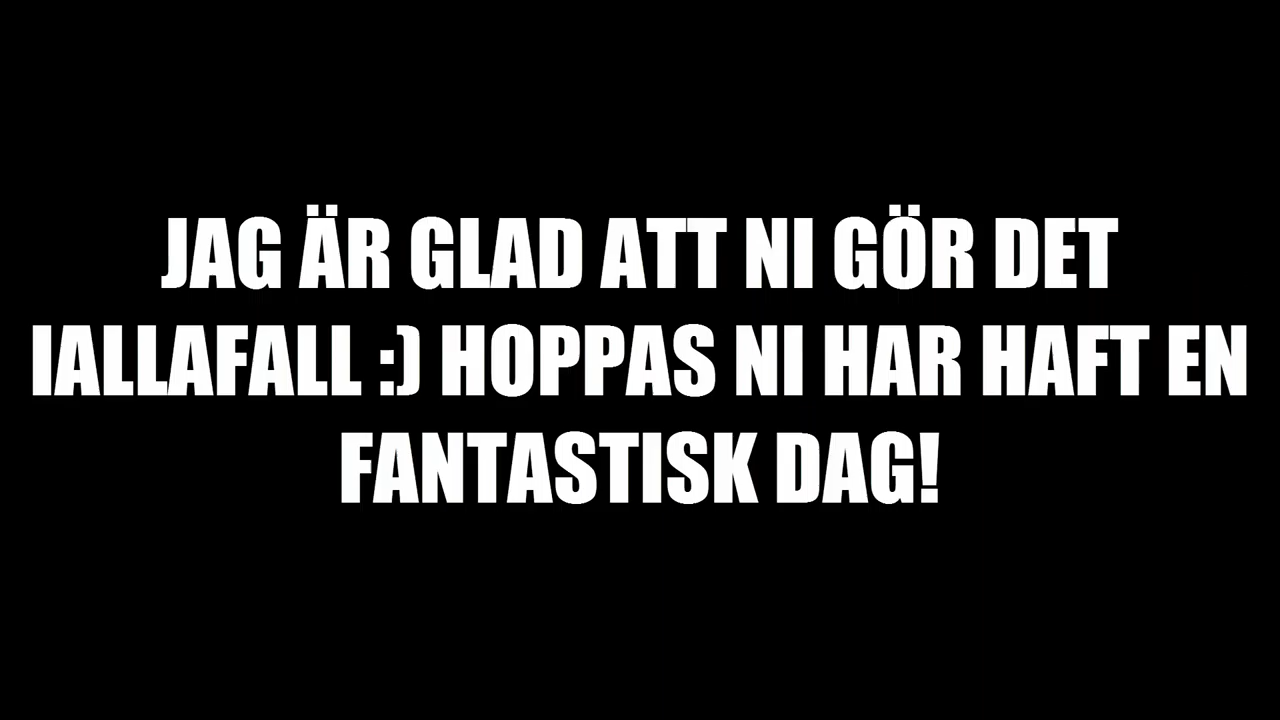 JAG ÄR GLAD ATT NI GÖR DET
IALLAFALL :) HOPPAS NI HAR HAFT EN
FANTASTISK DAG!